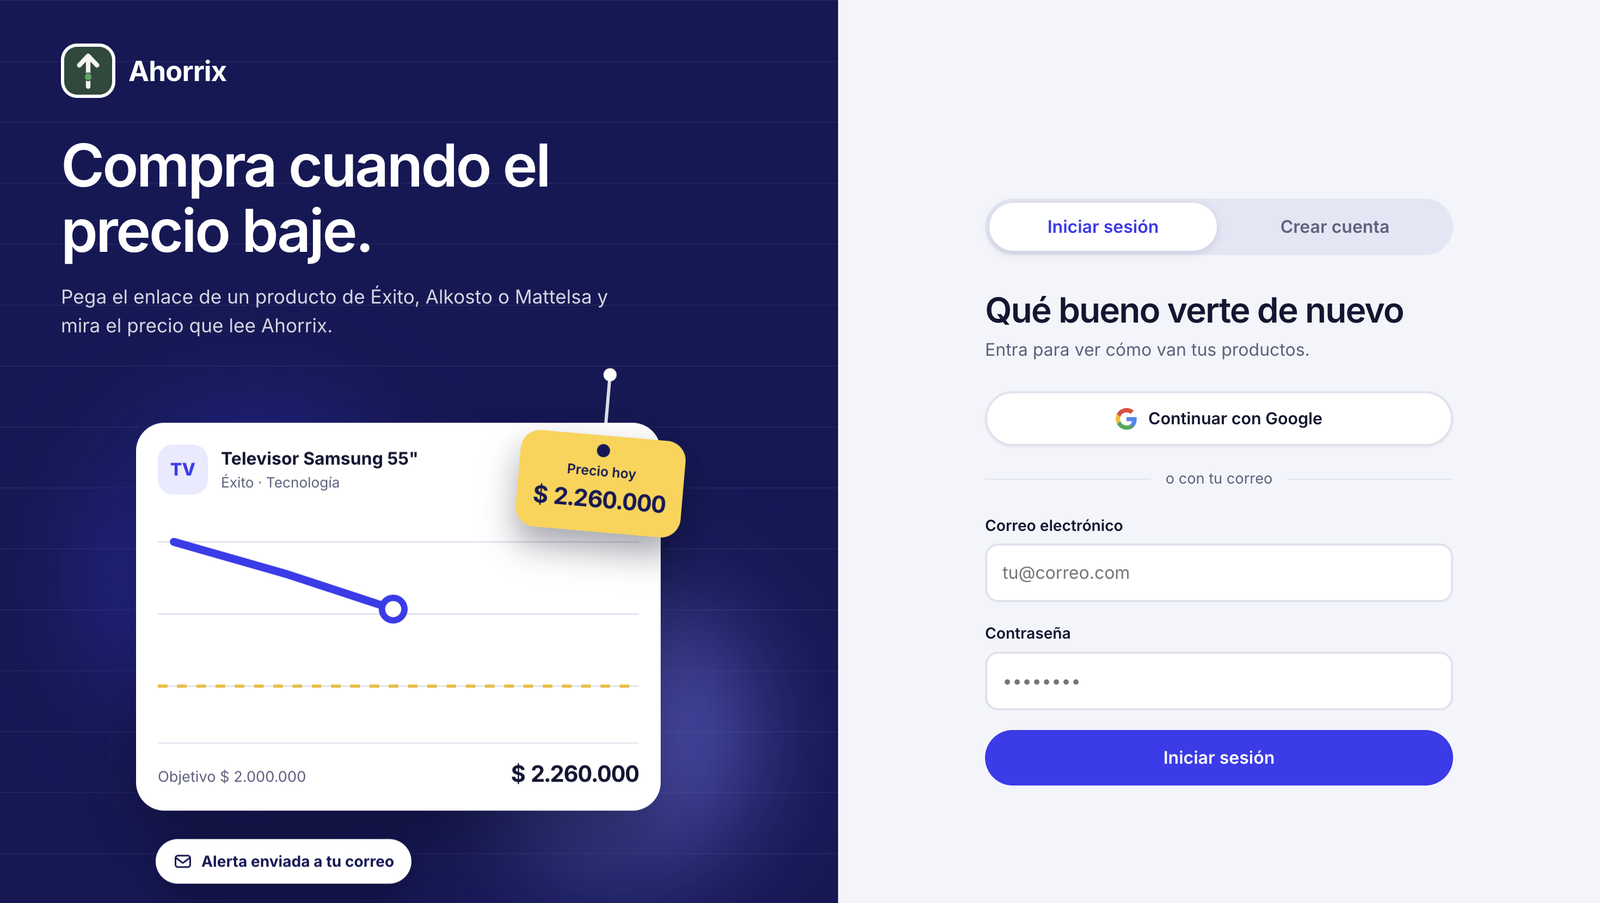 Ahorrix
Compra cuando el
precio baje.
Pega el enlace de un producto de Éxito, Alkosto o Mattelsa y
mira el precio que lee Ahorrix.
TV
Televisor Samsung 55"
Éxito · Tecnología
Precio hoy
$ 2.260.000
Objetivo $ 2.000.000
$ 2.260.000
Alerta enviada a tu correo
Iniciar sesión
Crear cuenta
Qué bueno verte de nuevo
Entra para ver cómo van tus productos.
Continuar con Google
o con tu correo
Correo electrónico
tu@correo.com
Contraseña
••••••••
Iniciar sesión